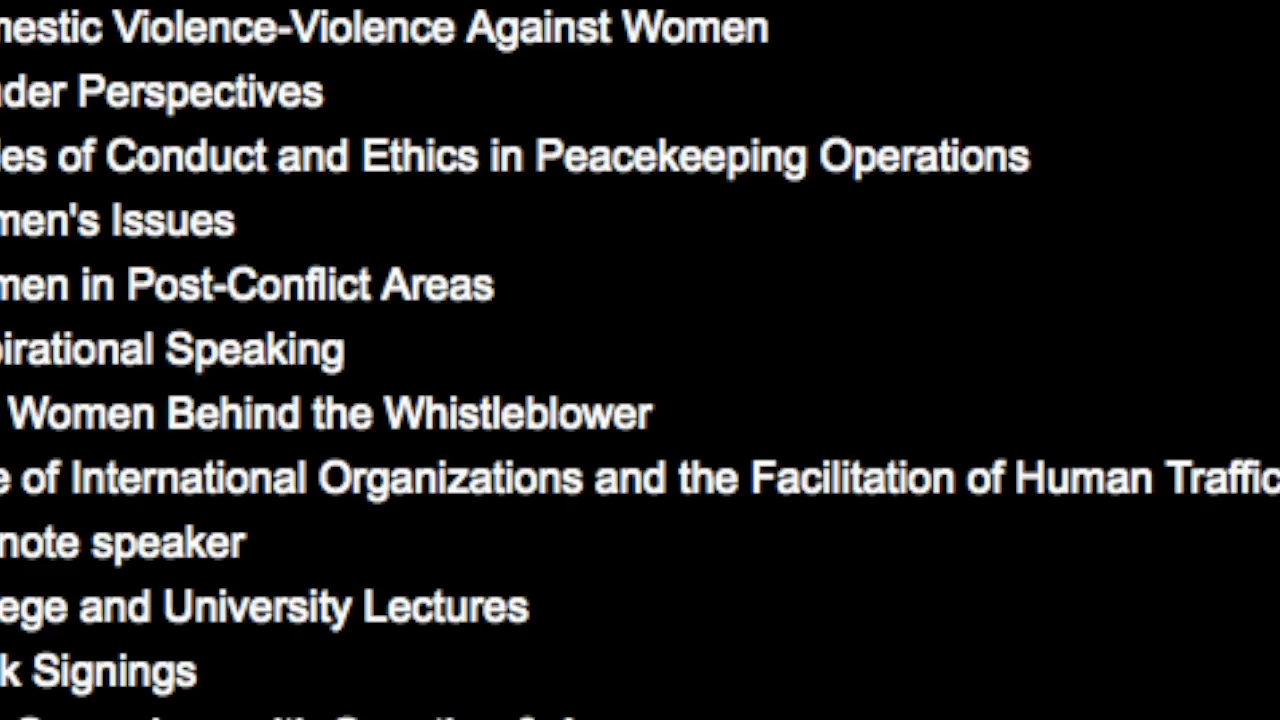 mestic Violence-Violence Against Women
der Perspectives
les of Conduct and Ethics in Peacekeeping Operations
men's Issues
men in Post-Conflict Areas
pirational Speaking
Women Behind the Whistleblower
e of International Organizations and the Facilitation of Human Traffic
note speaker
ege and University Lectures
k Signings